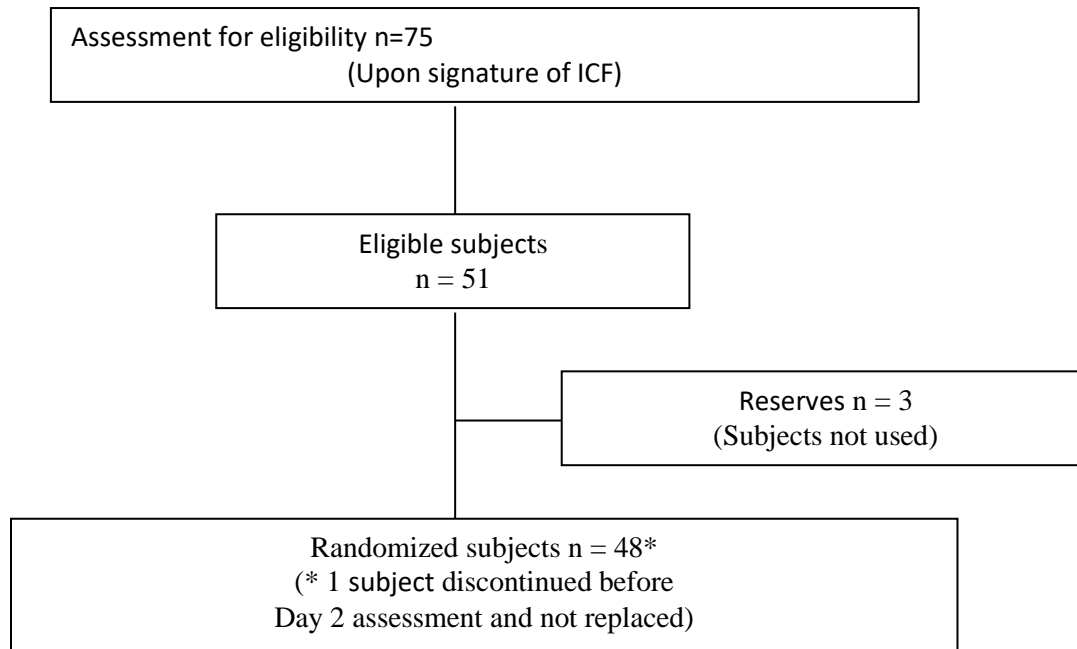 Assessment for eligibility n=75
(Upon signature of ICF)
Eligible subjects
n = 51
Reserves n = 3
(Subjects not used)
Randomized subjects n = 48*
(* 1 subject discontinued before
Day 2 assessment and not replaced)